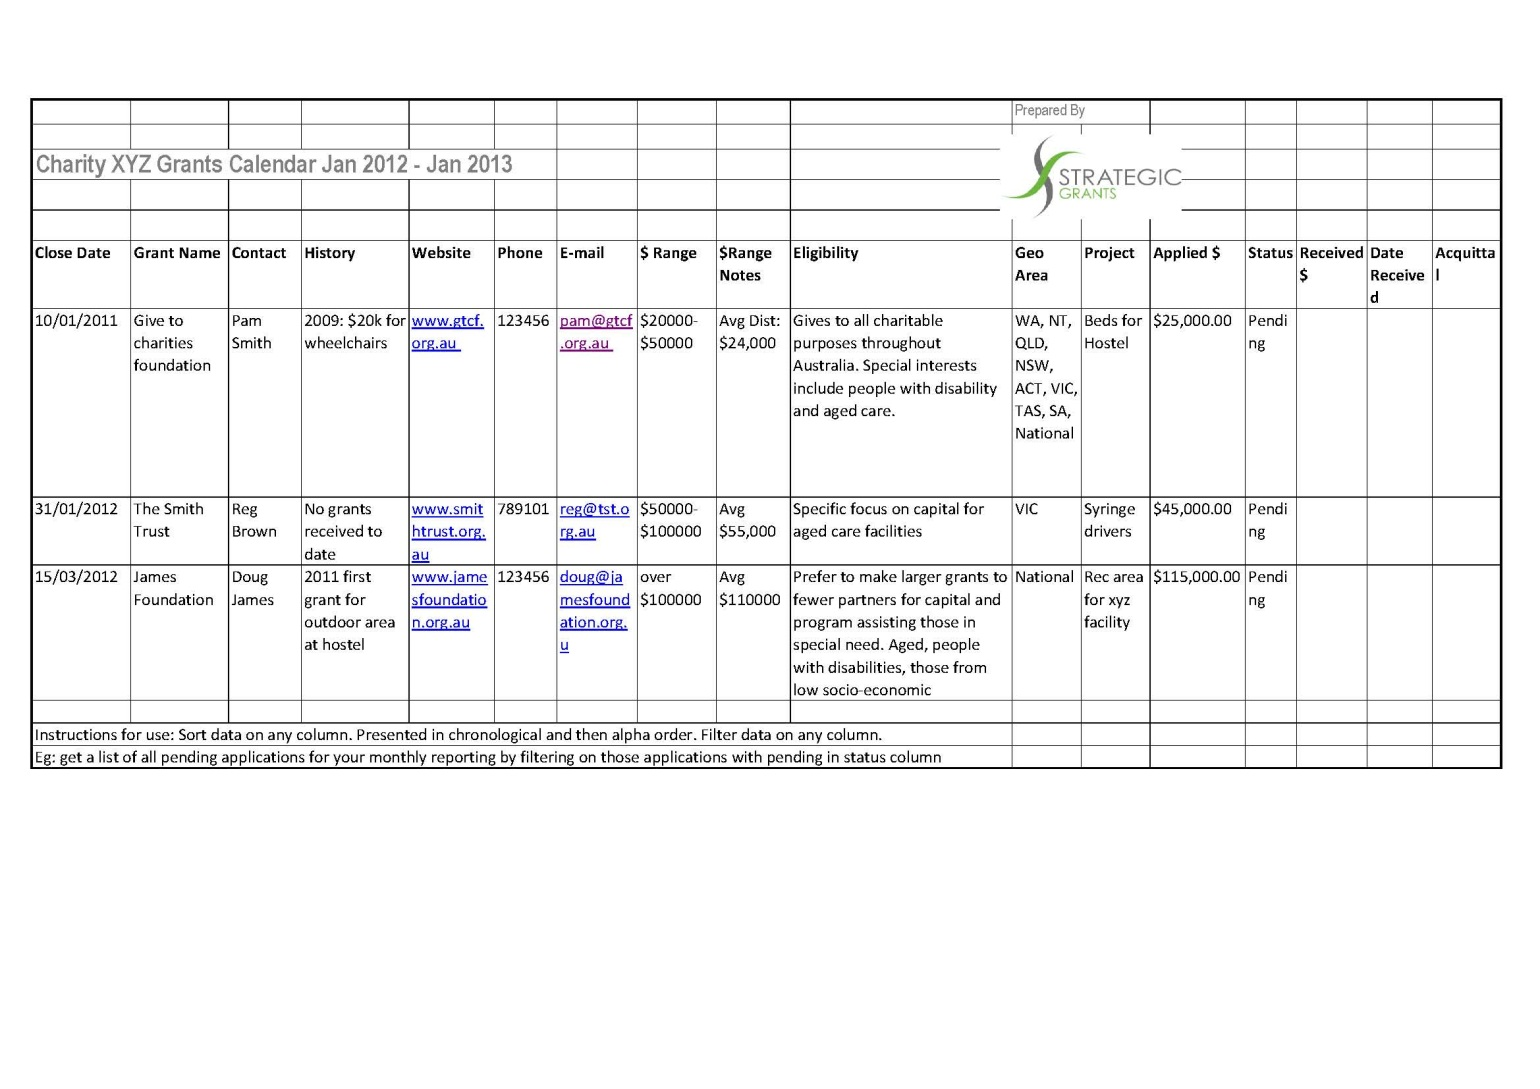 Prepared By
Charity XYZ Grants Calendar Jan 2012 - Jan 2013
STRATEGIC
GRANTS
Close Date Grant Name Contact History Website Phone E-mail $ Range $Range Eligibility Geo Project Applied $ Status Received Date Acquitta
Notes Area $ Receive l
d
10/01/2011 Give to Pam 2009: $20k for www.gtcf. 123456 pam@gtcf $20000- Avg Dist: Gives to all charitable WA, NT, Beds for $25,000.00 Pendi
charities Smith wheelchairs org.au .org.au $50000 $24,000 purposes throughout QLD, Hostel ng
foundation Australia. Special interests NSW,
include people with disability ACT, VIC,
and aged care. TAS, SA,
National
31/01/2012 The Smith Reg No grants www.smit 789101 reg@tst.o $50000- Avg Specific focus on capital for VIC Syringe $45,000.00 Pendi
Trust Brown received to htrust.org. rg.au $100000 $55,000 aged care facilities drivers ng
date au
15/03/2012 James Doug 2011 first www.jame 123456 doug@ja over Avg Prefer to make larger grants to National Rec area $115,000.00 Pendi
Foundation James grant for sfoundatio mesfound $100000 $110000 fewer partners for capital and for xyz ng
outdoor area n.org.au ation.org. program assisting those in facility
at hostel u special need. Aged, people
with disabilities, those from
low socio-economic
Instructions for use: Sort data on any column. Presented in chronological and then alpha order. Filter data on any column.
Eg: get a list of all pending applications for your monthly reporting by filtering on those applications with pending in status column